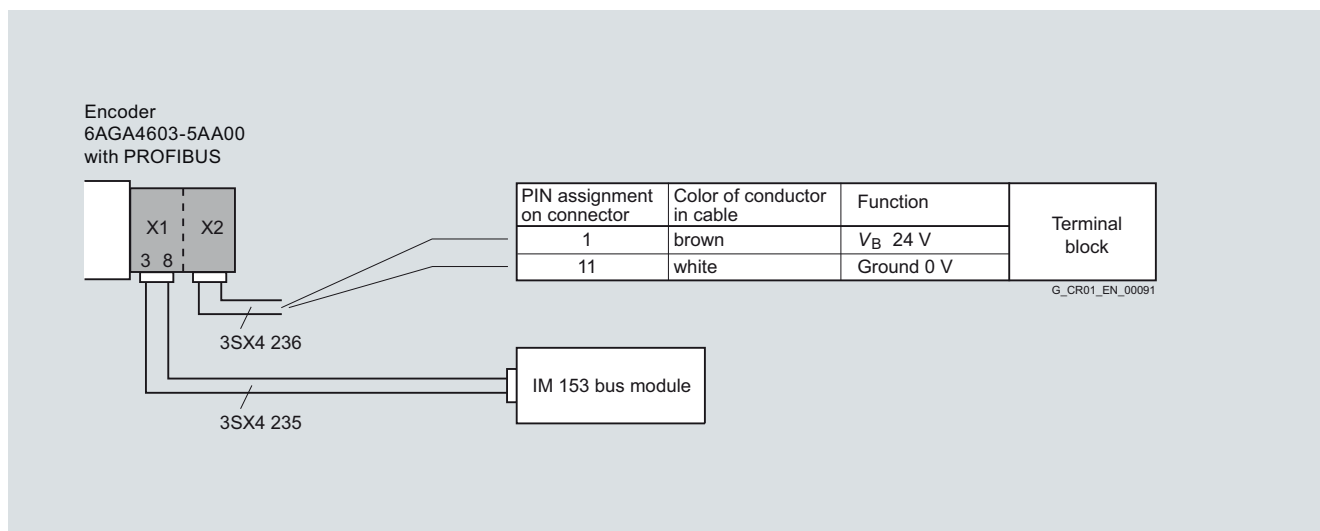 Encoder
6AGA4603-5AA00
with PROFIBUS
X1 X2
3 8
3SX4 236
3SX4 235
PIN assignment on connector Color of conductor in cable Function Terminal block
1 brown VB 24 V
11 white Ground 0 V
G_CR01_EN_00091
IM 153 bus module